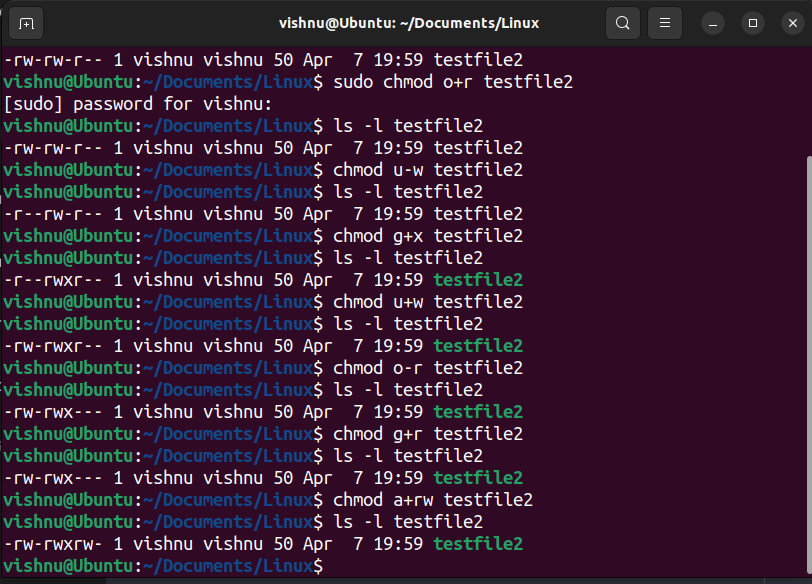 vishnu@Ubuntu: ~/Documents/Linux
-rw-rw-r-- 1 vishnu vishnu 50 Apr  7 19:59 testfile2
vishnu@Ubuntu:~/Documents/Linux$ sudo chmod o+r testfile2
[sudo] password for vishnu:
vishnu@Ubuntu:~/Documents/Linux$ ls -l testfile2
-rw-rw-r-- 1 vishnu vishnu 50 Apr  7 19:59 testfile2
vishnu@Ubuntu:~/Documents/Linux$ chmod u-w testfile2
vishnu@Ubuntu:~/Documents/Linux$ ls -l testfile2
-r--rw-r-- 1 vishnu vishnu 50 Apr  7 19:59 testfile2
vishnu@Ubuntu:~/Documents/Linux$ chmod g+x testfile2
vishnu@Ubuntu:~/Documents/Linux$ ls -l testfile2
-r--rwxr-- 1 vishnu vishnu 50 Apr  7 19:59 testfile2
vishnu@Ubuntu:~/Documents/Linux$ chmod u+w testfile2
vishnu@Ubuntu:~/Documents/Linux$ ls -l testfile2
-rw-rwxr-- 1 vishnu vishnu 50 Apr  7 19:59 testfile2
vishnu@Ubuntu:~/Documents/Linux$ chmod o-r testfile2
vishnu@Ubuntu:~/Documents/Linux$ ls -l testfile2
-rw-rwx--- 1 vishnu vishnu 50 Apr  7 19:59 testfile2
vishnu@Ubuntu:~/Documents/Linux$ chmod g+r testfile2
vishnu@Ubuntu:~/Documents/Linux$ ls -l testfile2
-rw-rwx--- 1 vishnu vishnu 50 Apr  7 19:59 testfile2
vishnu@Ubuntu:~/Documents/Linux$ chmod a+rw testfile2
vishnu@Ubuntu:~/Documents/Linux$ ls -l testfile2
-rw-rwxrw- 1 vishnu vishnu 50 Apr  7 19:59 testfile2
vishnu@Ubuntu:~/Documents/Linux$